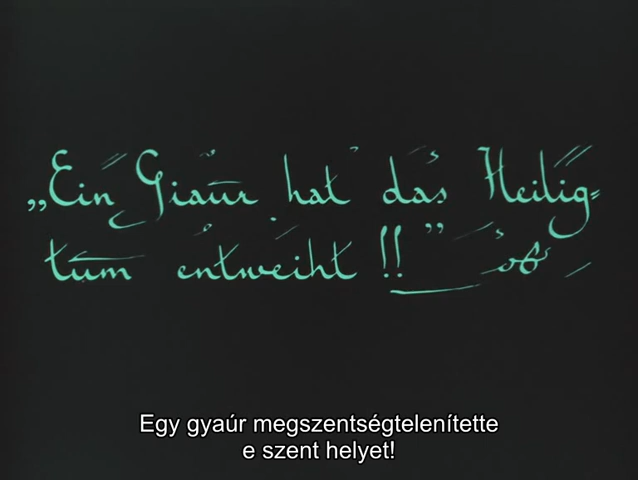 „Ein Giaur hat das Heilig=
tum entweiht!!”
Egy gyaúr megszentségtelenítette
e szent helyet!